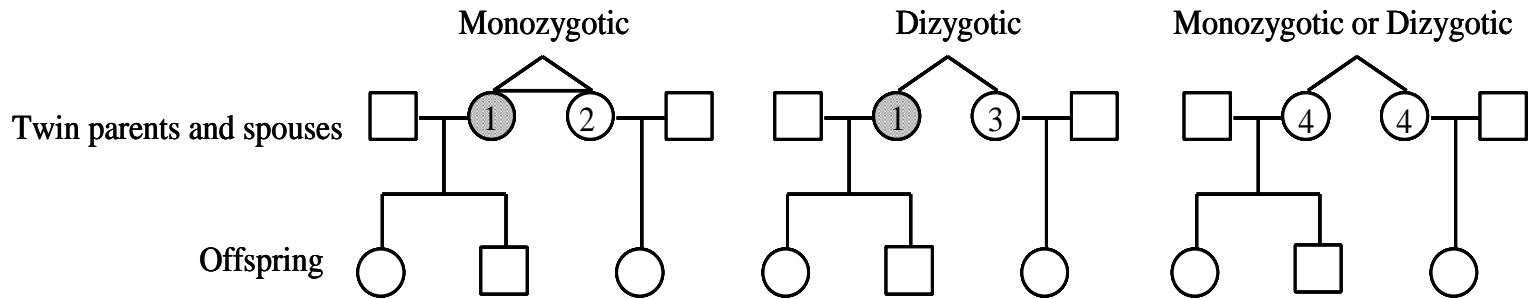 Monozygotic Dizygotic Monozygotic or Dizygotic
Twin parents and spouses 1 2 1 3 4 4
Offspring